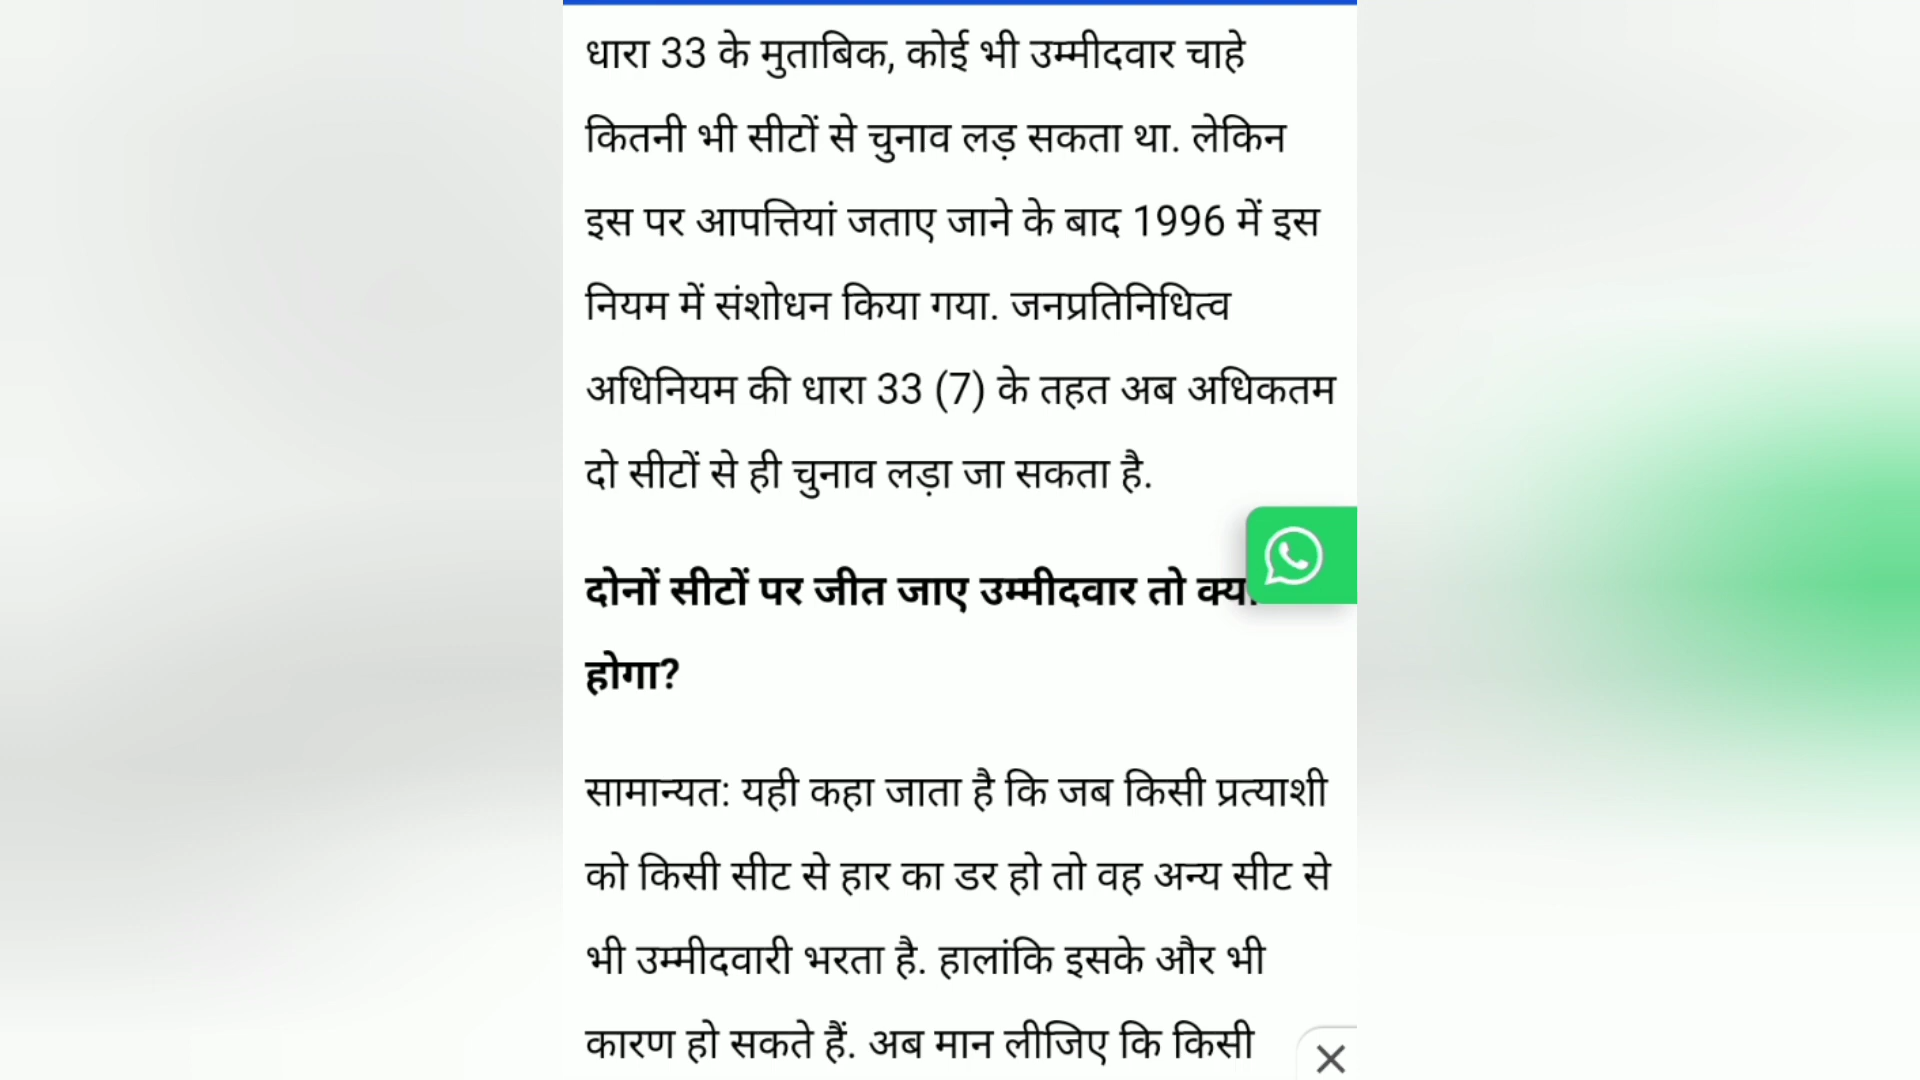 धारा 33 के मुताबिक, कोई भी उम्मीदवार चाहे
कितनी भी सीटों से चुनाव लड़ सकता था. लेकिन
इस पर आपत्तियां जताए जाने के बाद 1996 में इस
नियम में संशोधन किया गया. जनप्रतिनिधित्व
अधिनियम की धारा 33 (7) के तहत अब अधिकतम
दो सीटों से ही चुनाव लड़ा जा सकता है.
दोनों सीटों पर जीत जाए उम्मीदवार तो क्या
होगा?
सामान्यत: यही कहा जाता है कि जब किसी प्रत्याशी
को किसी सीट से हार का डर हो तो वह अन्य सीट से
भी उम्मीदवारी भरता है. हालांकि इसके और भी
कारण हो सकते हैं. अब मान लीजिए कि किसी